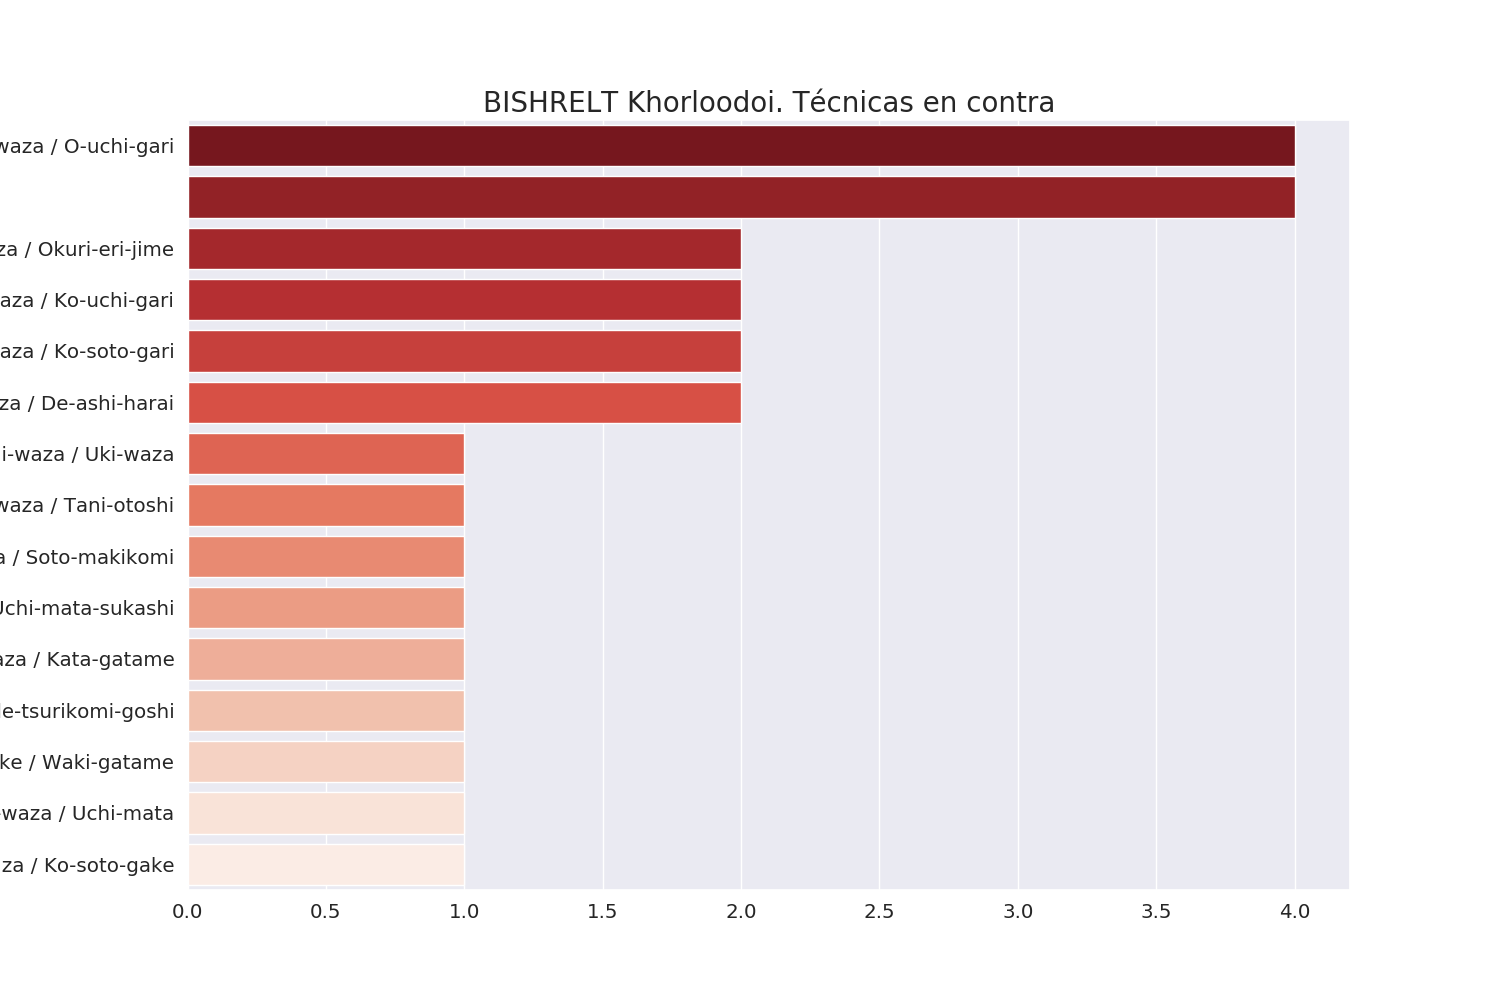 BISHRELT Khorloodoi. Técnicas en contra
waza / O-uchi-gari
za / Okuri-eri-jime
aza / Ko-uchi-gari
aza / Ko-soto-gari
za / De-ashi-harai
i-waza / Uki-waza
waza / Tani-otoshi
a / Soto-makikomi
Uchi-mata-sukashi
aza / Kata-gatame
de-tsurikomi-goshi
ke / Waki-gatame
-waza / Uchi-mata
za / Ko-soto-gake
0.0 0.5 1.0 1.5 2.0 2.5 3.0 3.5 4.0